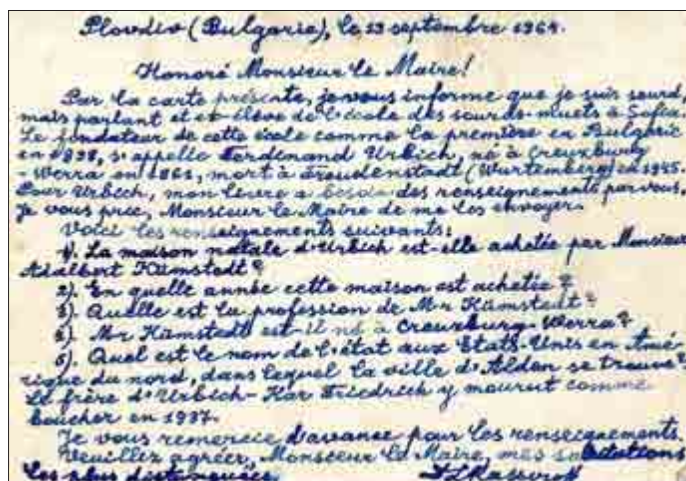 Plovdiv (Bulgarie), le 19 septembre 1964.
Honoré Monsieur le Maire!
Par la carte présente, je vous informe que je suis sourd,
mais parlant et ex-élève de l'école des sourds-muets à Sofia.
Le fondateur de cette école comme la première en Bulgarie
en 1898, s'appelle Ferdinand Urbich, né à Creuzburg
-Werra en 1861, mort à Freudenstadt (Wurtemberg) en 1945.
Pour Urbich, mon livre a besoin des renseignements par vous,
je vous prie, Monsieur le Maire de me les envoyer.
Voici les renseignements suivants:
1). La maison natale d'Urbich est-elle achetée par Monsieur
Adalbert Kümstedt?
2). En quelle année cette maison est achetée?
3). Quelle est la profession de Mr Kümstedt?
4). Mr Kümstedt est-il né à Creuzburg-Werra?
5). Quel est le nom de l'état aux Etats-Unis en Amé-
rique du nord, dans lequel la ville d'Alden se trouve?
Le frère d'Urbich-Kar Friedrich y mourut comme
boucher en 1937.
Je vous remercie d'avance pour les renseignements.
Veuillez agréer, Monsieur le Maire, mes salutations
les plus distinguées